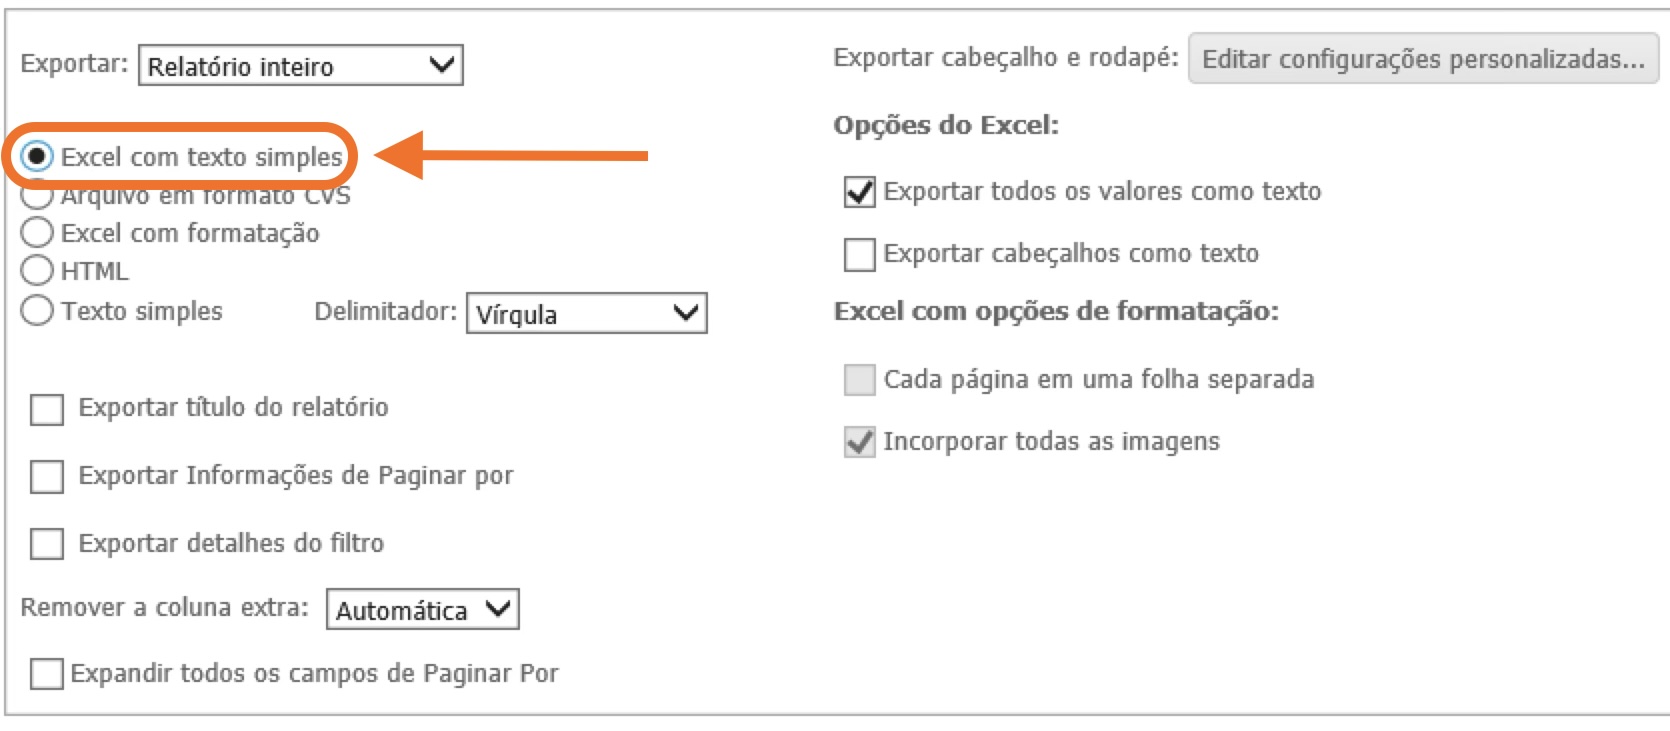 Exportar: Relatório inteiro
Excel com texto simples
Arquivo em formato CVS
Excel com formatação
HTML
Texto simples Delimitador: Vírgula
Exportar título do relatório
Exportar Informações de Paginar por
Exportar detalhes do filtro
Remover a coluna extra: Automática
Expandir todos os campos de Paginar Por
Exportar cabeçalho e rodapé: Editar configurações personalizadas...
Opções do Excel:
Exportar todos os valores como texto
Exportar cabeçalhos como texto
Excel com opções de formatação:
Cada página em uma folha separada
Incorporar todas as imagens